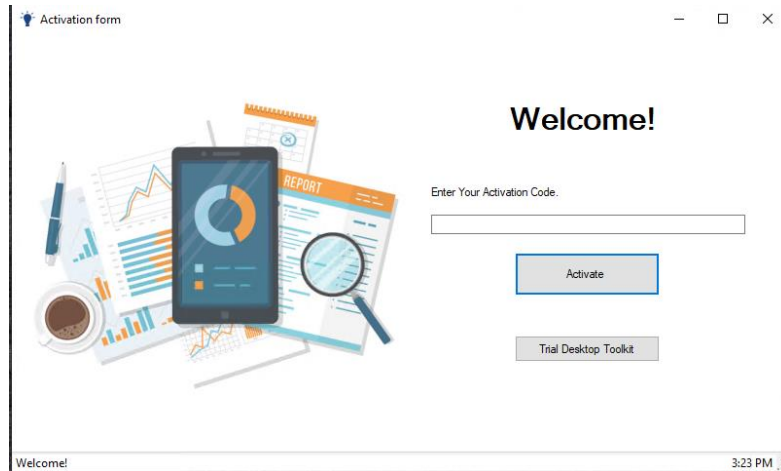 Activation form
Welcome!
REPORT
Enter Your Activation Code.
Activate
Trial Desktop Toolkit
Welcome!
3:23 PM